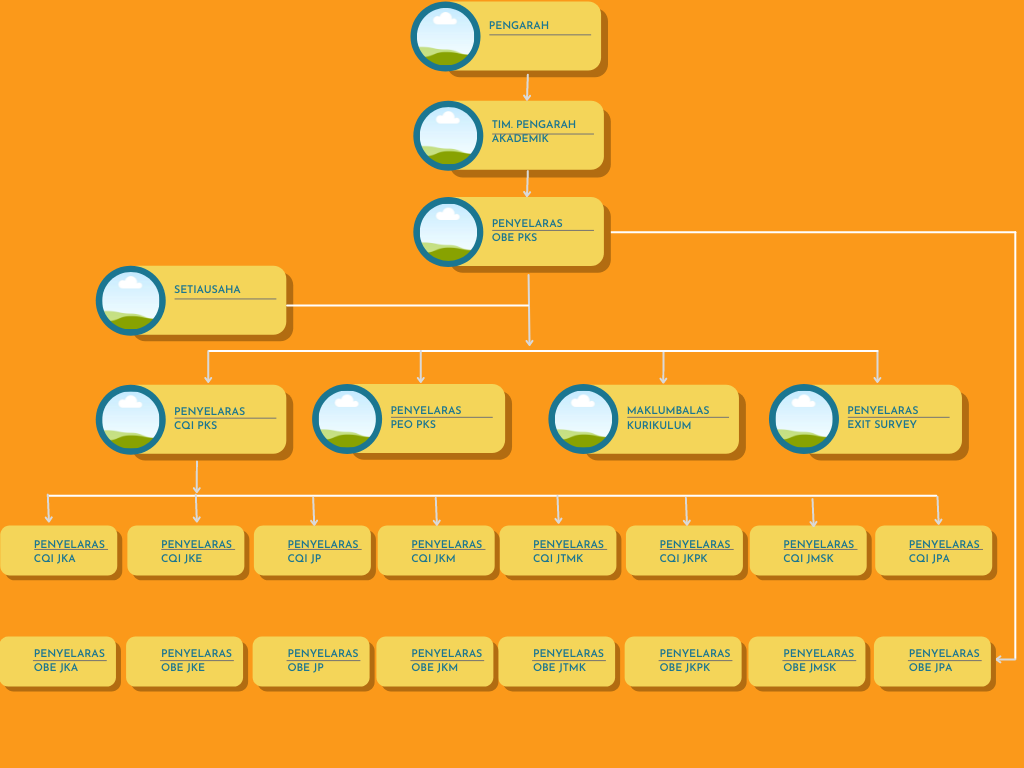 PENGARAH
TIM. PENGARAH
AKADEMIK
PENYELARAS
OBE PKS
SETIAUSAHA
PENYELARAS
CQI PKS
PENYELARAS
PEO PKS
MAKLUMBALAS
KURIKULUM
PENYELARAS
EXIT SURVEY
PENYELARAS
CQI JKA
PENYELARAS
CQI JKE
PENYELARAS
CQI JP
PENYELARAS
CQI JKM
PENYELARAS
CQI JTMK
PENYELARAS
CQI JKPK
PENYELARAS
CQI JMSK
PENYELARAS
CQI JPA
PENYELARAS
OBE JKA
PENYELARAS
OBE JKE
PENYELARAS
OBE JP
PENYELARAS
OBE JKM
PENYELARAS
OBE JTMK
PENYELARAS
OBE JKPK
PENYELARAS
OBE JMSK
PENYELARAS
OBE JPA